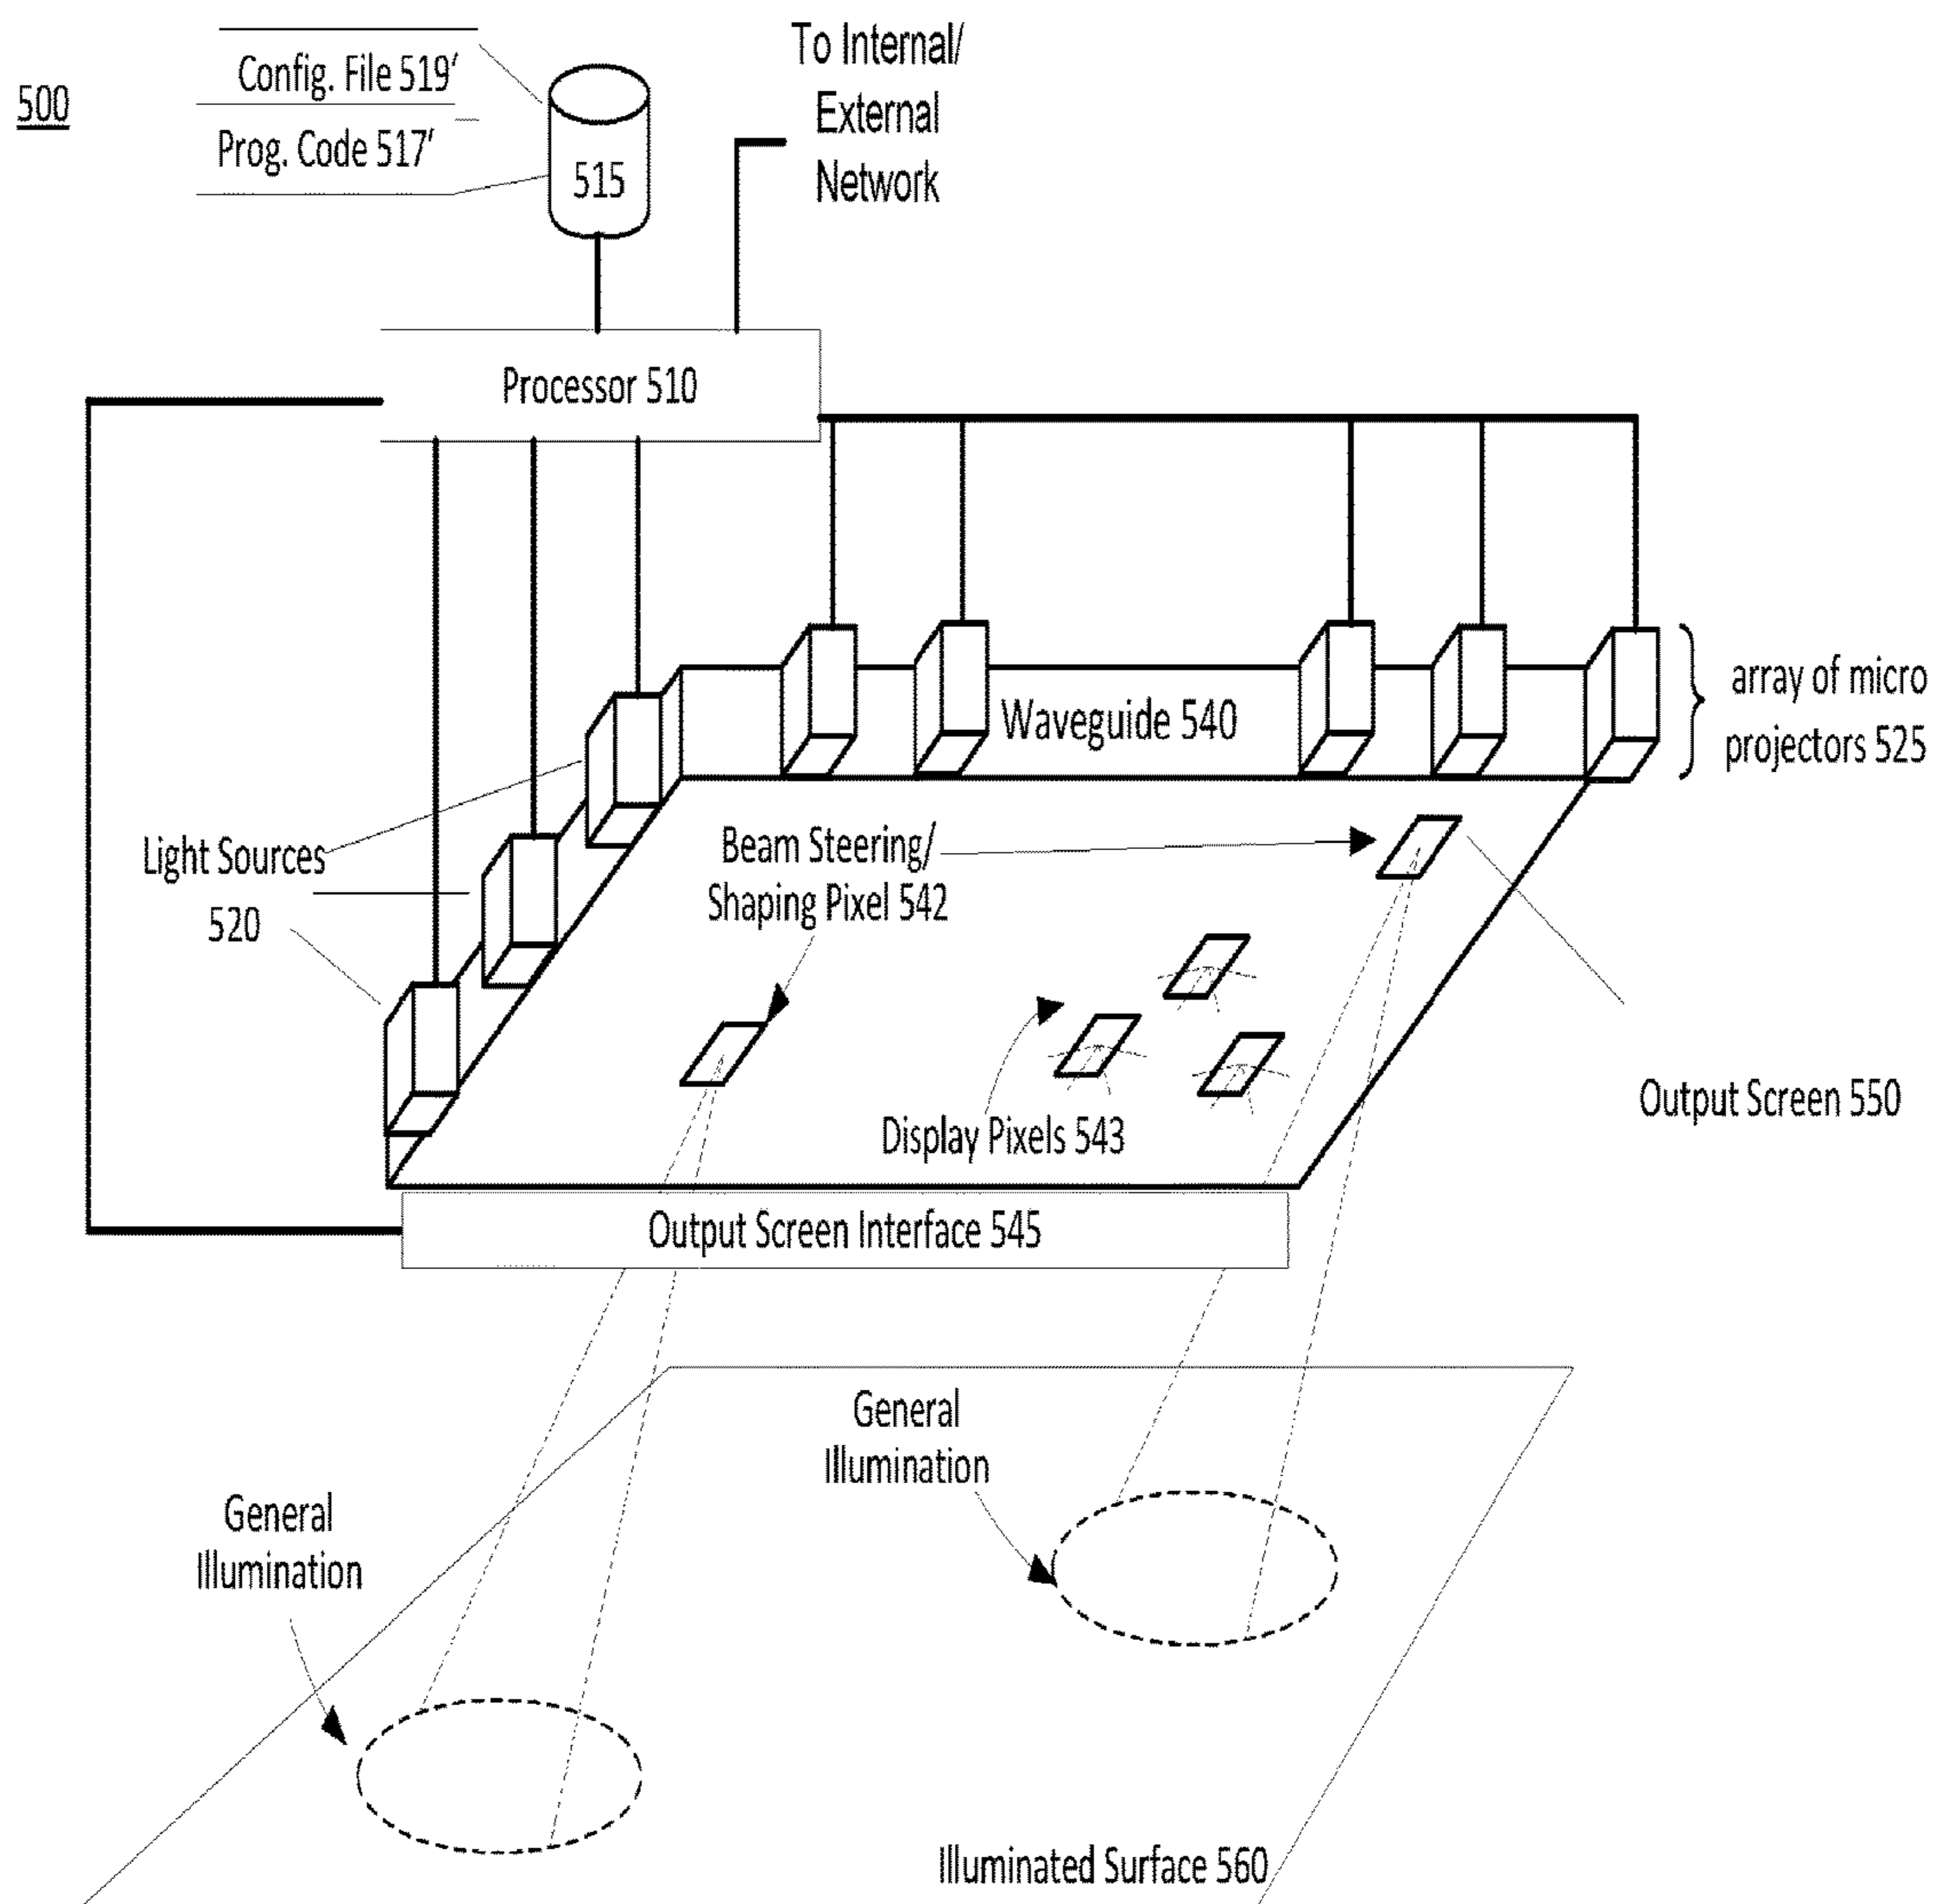 500
Config. File 519'
Prog. Code 517'
515
To Internal/
External
Network
Processor 510
Waveguide 540
array of micro
projectors 525
Light Sources
520
Beam Steering/
Shaping Pixel 542
Display Pixels 543
Output Screen 550
Output Screen Interface 545
General
Illumination
General
Illumination
Illuminated Surface 560